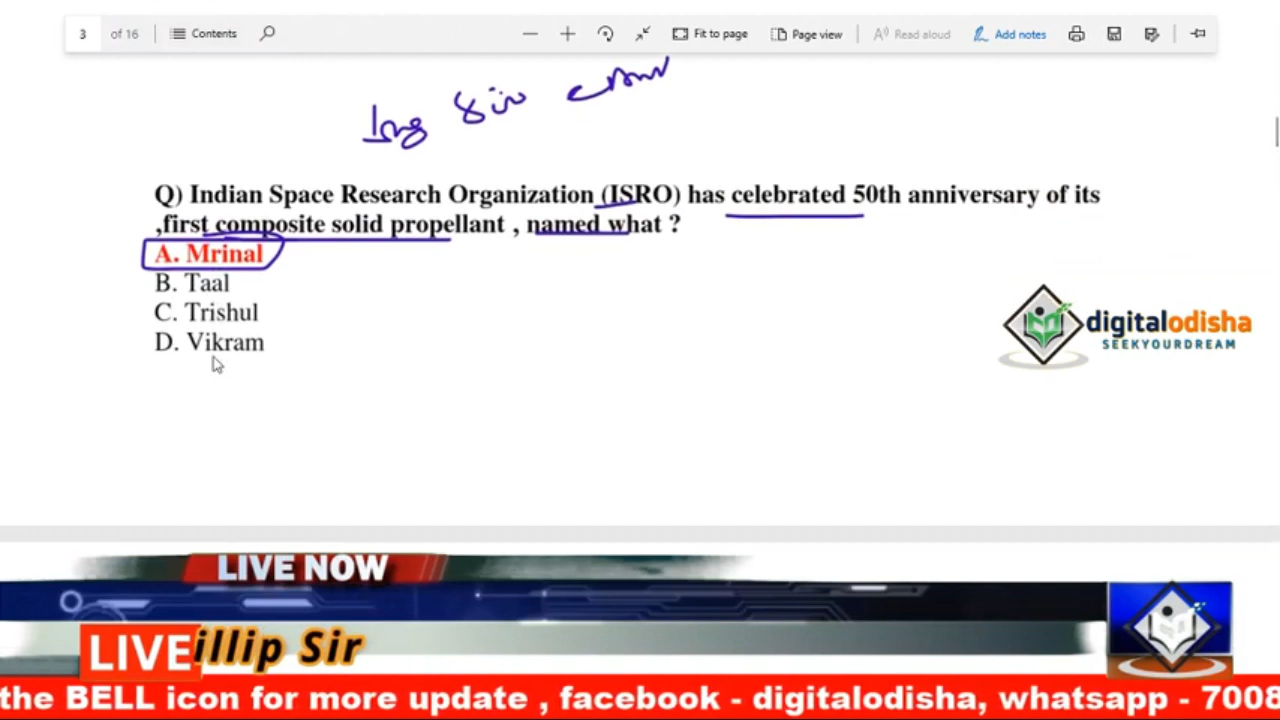 3 of 16 Contents Fit to page Page view Read aloud Add notes
Q) Indian Space Research Organization (ISRO) has celebrated 50th anniversary of its
,first composite solid propellant , named what ?
A. Mrinal
B. Taal
C. Trishul
D. Vikram
digitalodisha
SEEKYOURDREAM
LIVE NOW
LIVE illip Sir
the BELL icon for more update , facebook - digitalodisha, whatsapp - 7008